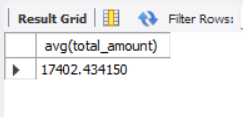 Result Grid Filter Rows:
avg(total_amount)
17402.434150